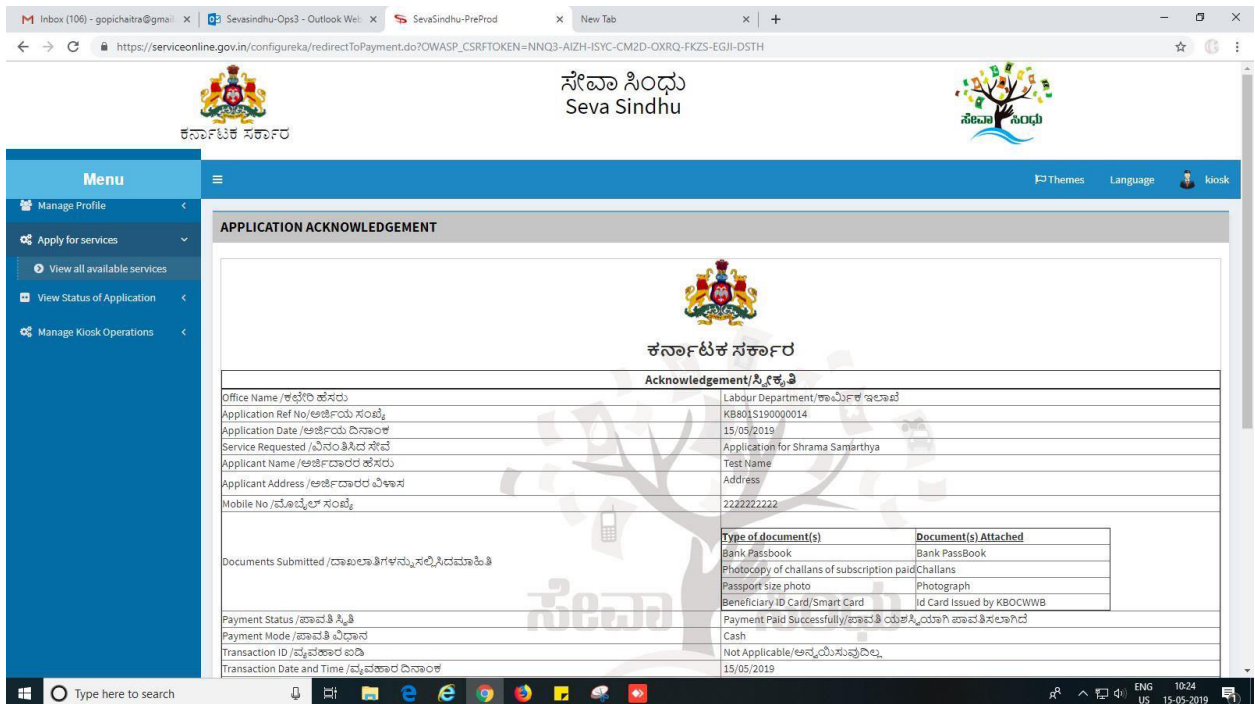 Inbox (106) - gopichaitra@gmail
Sevasindhu-Ops3 - Outlook Web
SevaSindhu-PreProd
New Tab
https://serviceonline.gov.in/configureka/redirectToPayment.do?OWASP_CSRFTOKEN=NNQ3-AIZH-ISYC-CM2D-OXRQ-FKZS-EGJI-DSTH
ಕರ್ನಾಟಕ ಸರ್ಕಾರ
ಸೇವಾ ಸಿಂಧು
Seva Sindhu
ಸೇವಾ ಸಿಂಧು
Menu
Themes Language kiosk
Manage Profile
Apply for services
View all available services
View Status of Application
Manage Kiosk Operations
APPLICATION ACKNOWLEDGEMENT
ಕರ್ನಾಟಕ ಸರ್ಕಾರ
Acknowledgement/ಸ್ವೀಕೃತಿ
Office Name /ಕಛೇರಿ ಹೆಸರು Labour Department/ಕಾರ್ಮಿಕ ಇಲಾಖೆ
Application Ref No/ಅರ್ಜಿಯ ಸಂಖ್ಯೆ KB801S190000014
Application Date /ಅರ್ಜಿಯ ದಿನಾಂಕ 15/05/2019
Service Requested /ವಿನಂತಿಸಿದ ಸೇವೆ Application for Shrama Samarthya
Applicant Name /ಅರ್ಜಿದಾರರ ಹೆಸರು Test Name
Applicant Address /ಅರ್ಜಿದಾರರ ವಿಳಾಸ Address
Mobile No /ಮೊಬೈಲ್ ಸಂಖ್ಯೆ 2222222222
Documents Submitted /ದಾಖಲಾತಿಗಳನ್ನು ಸಲ್ಲಿಸಿದಮಾಹಿತಿ
Type of document(s) Document(s) Attached
Bank Passbook Bank PassBook
Photocopy of challans of subscription paid Challans
Passport size photo Photograph
Beneficiary ID Card/Smart Card Id Card Issued by KBOCWWB
ಸೇವಾ ಸಿಂಧು
Payment Status /ಪಾವತಿ ಸ್ಥಿತಿ Payment Paid Successfully/ಪಾವತಿ ಯಶಸ್ವಿಯಾಗಿ ಪಾವತಿಸಲಾಗಿದೆ
Payment Mode /ಪಾವತಿ ವಿಧಾನ Cash
Transaction ID /ವ್ಯವಹಾರ ಐಡಿ Not Applicable/ಅನ್ವಯಿಸುವುದಿಲ್ಲ
Transaction Date and Time /ವ್ಯವಹಾರ ದಿನಾಂಕ 15/05/2019
Type here to search
ENG
US
10:24
15-05-2019